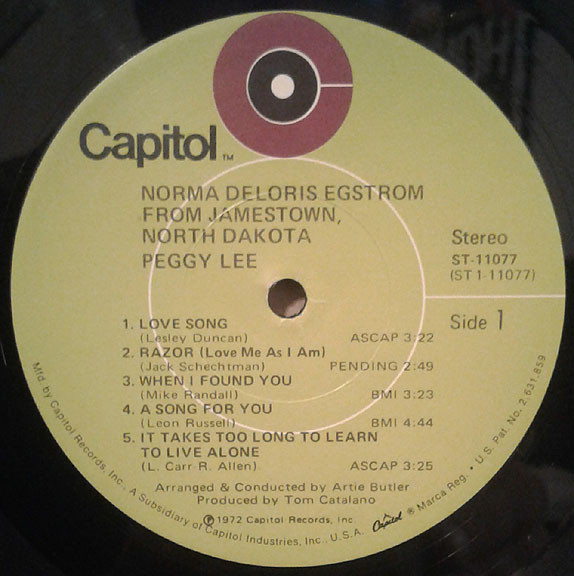 Capitol TM
NORMA DELORIS EGSTROM
FROM JAMESTOWN,
NORTH DAKOTA
PEGGY LEE
Stereo
ST-11077
(ST 1-11077)
Side 1
1. LOVE SONG
(Lesley Duncan) ASCAP 3:22
2. RAZOR (Love Me As I Am)
(Jack Schechtman) PENDING 2:49
3. WHEN I FOUND YOU
(Mike Randall) BMI 3:23
4. A SONG FOR YOU
(Leon Russell) BMI 4:44
5. IT TAKES TOO LONG TO LEARN
TO LIVE ALONE
(L. Carr-R. Allen) ASCAP 3:25
Arranged & Conducted by Artie Butler
Produced by Tom Catalano
℗1972 Capitol Records, Inc.
Mfd. by Capitol Records, Inc., A Subsidiary of Capitol Industries, Inc., U.S.A. Capitol ® Marca Reg. • U.S. Pat. No. 2,631,859